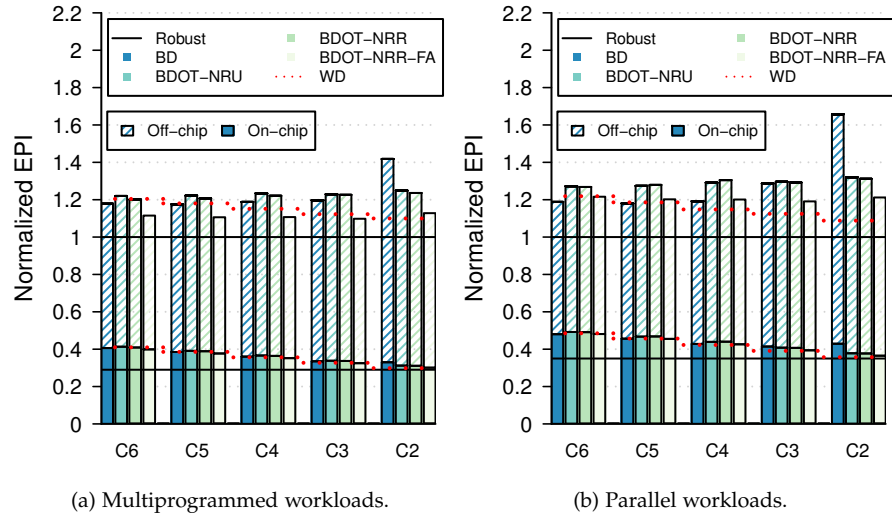 2.2
2
1.8
1.6
1.4
1.2
1
0.8
0.6
0.4
0.2
0
Normalized EPI
Robust
BD
BDOT−NRU
BDOT−NRR
BDOT−NRR−FA
WD
Off−chip
On−chip
C6 C5 C4 C3 C2
(a) Multiprogrammed workloads.
2.2
2
1.8
1.6
1.4
1.2
1
0.8
0.6
0.4
0.2
0
Normalized EPI
Robust
BD
BDOT−NRU
BDOT−NRR
BDOT−NRR−FA
WD
Off−chip
On−chip
C6 C5 C4 C3 C2
(b) Parallel workloads.